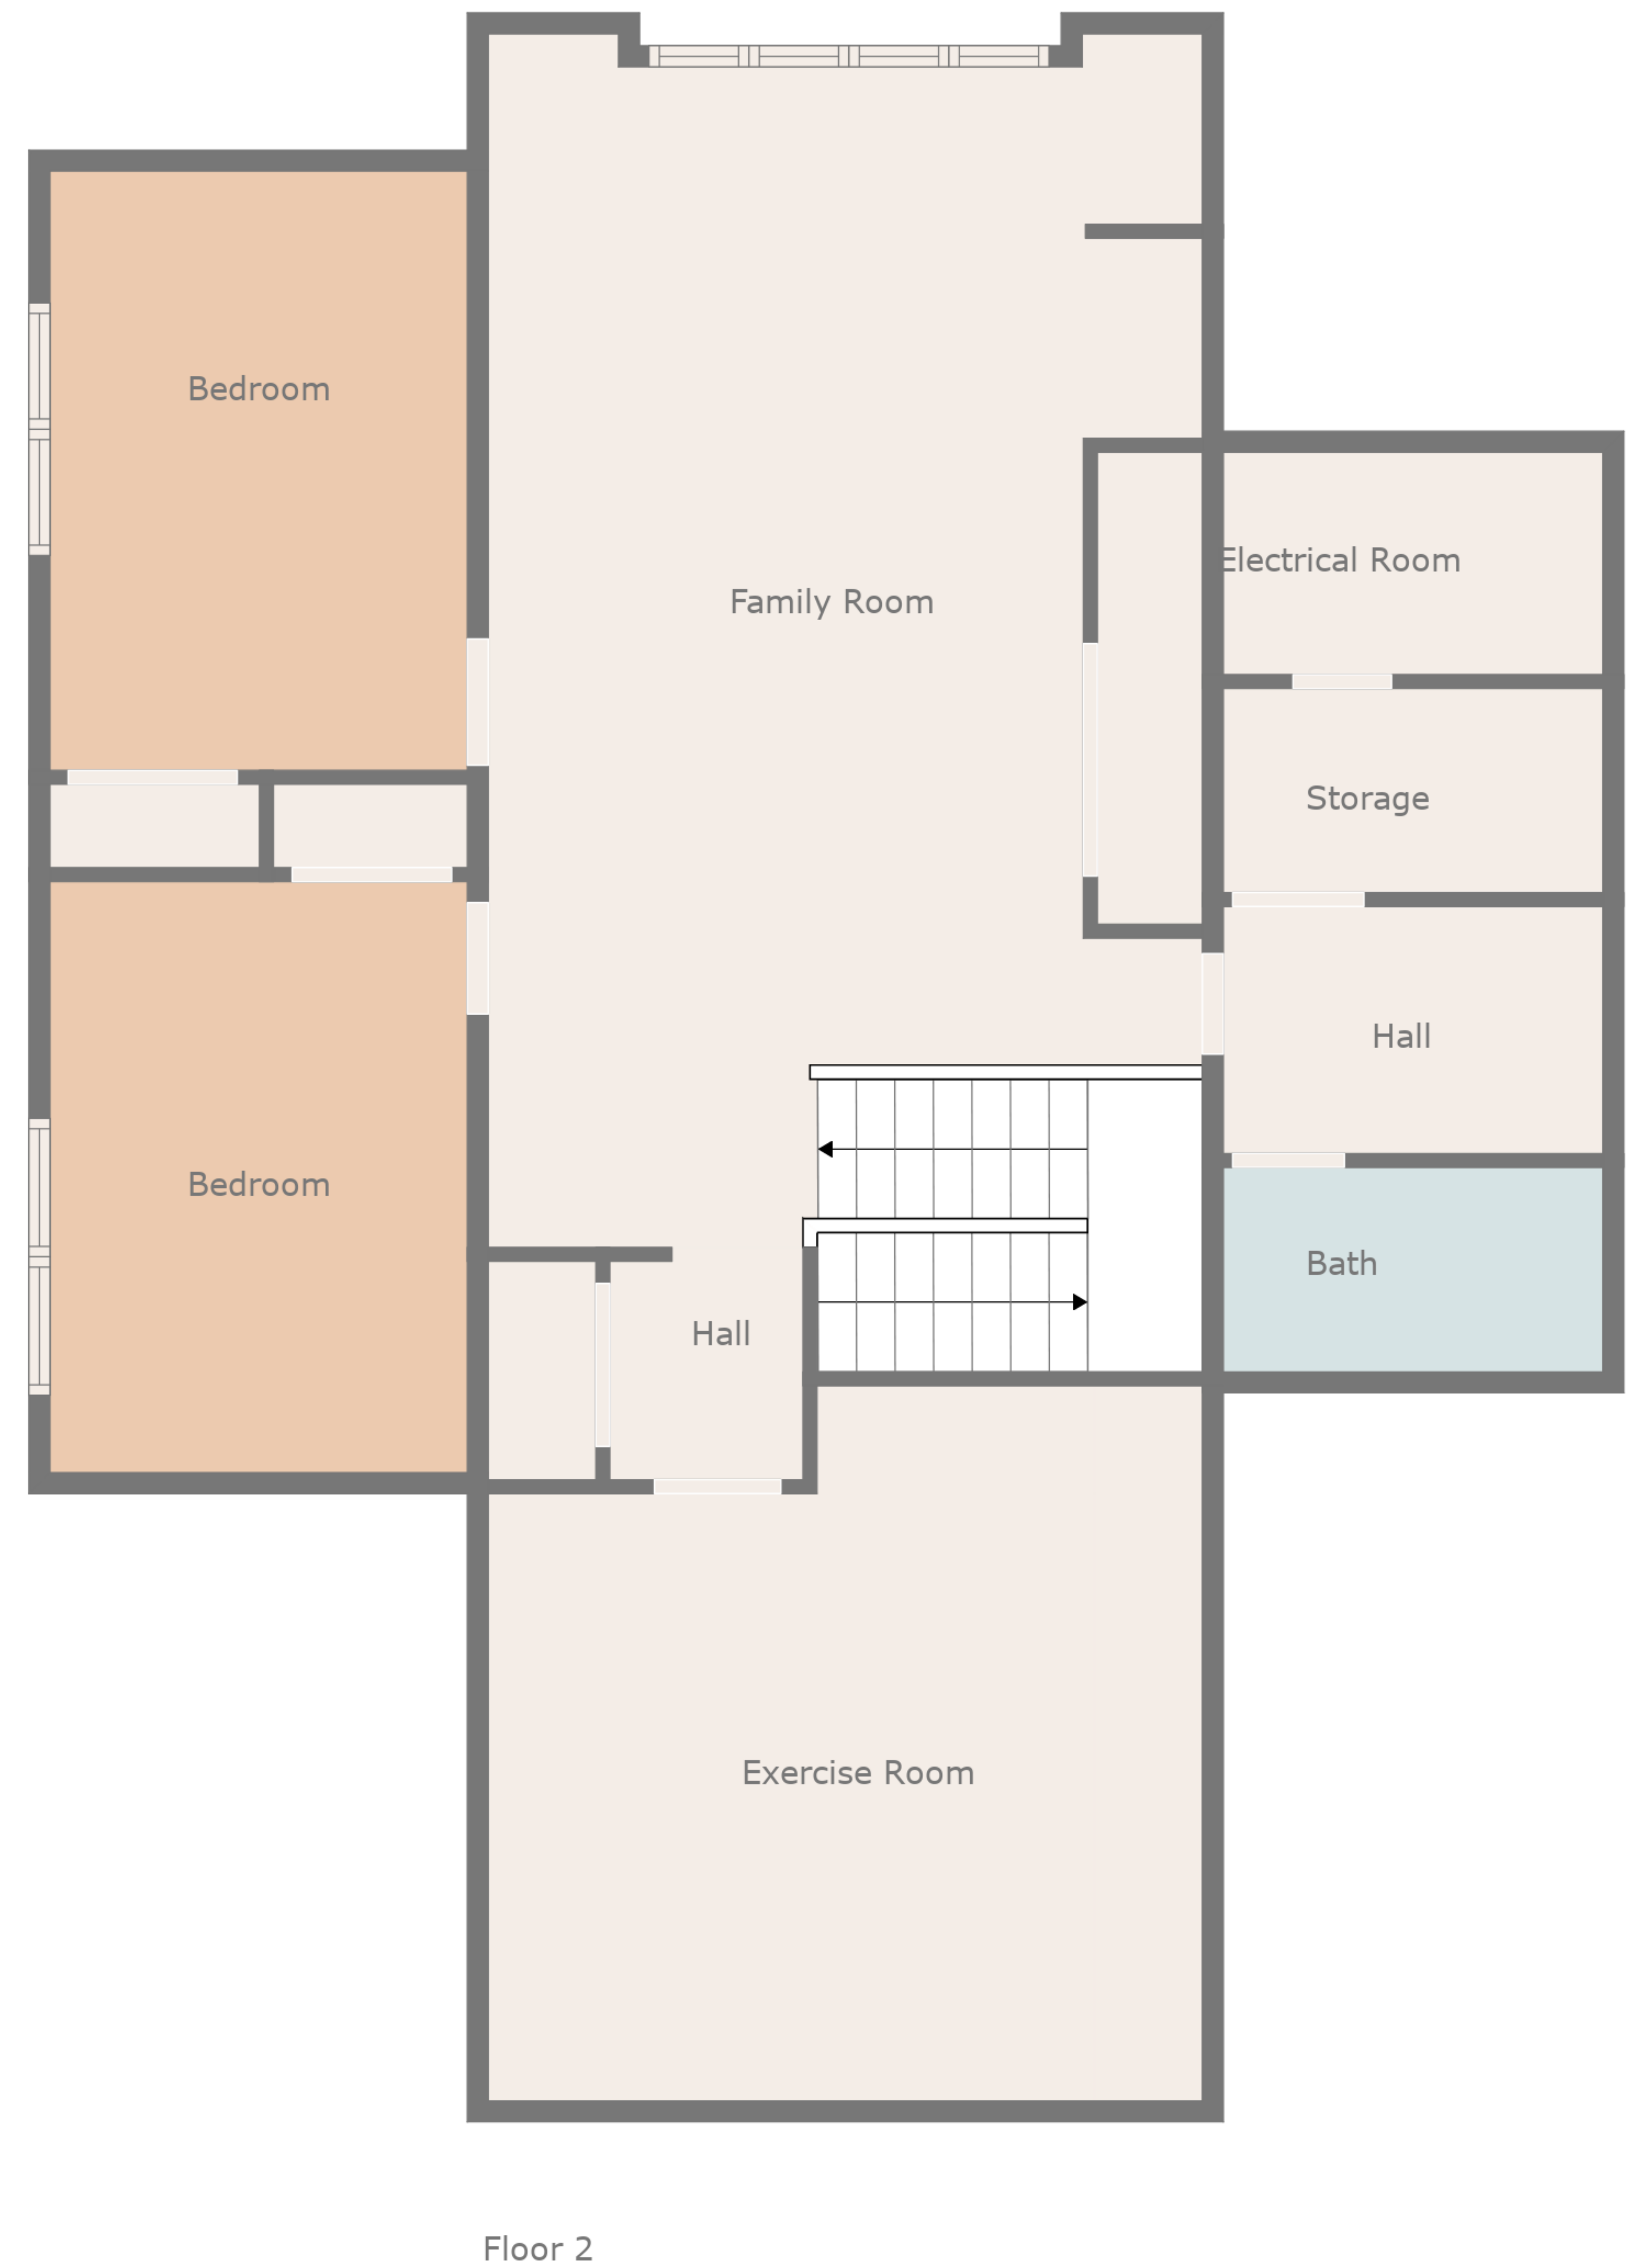 Bedroom
Electrical Room
Family Room
Storage
Hall
Bedroom
Bath
Hall
Exercise Room
Floor 2